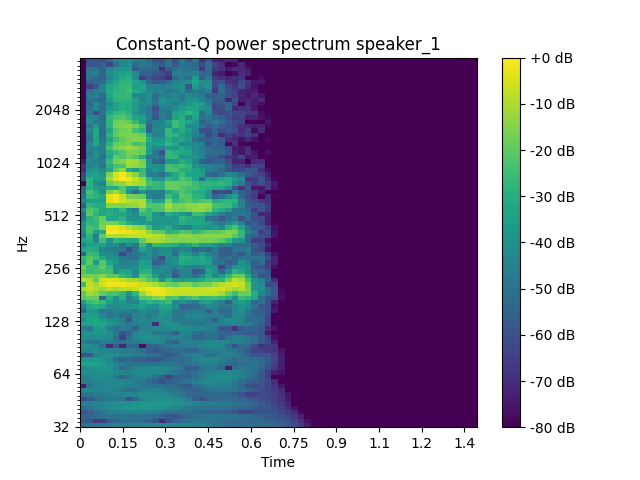 Constant-Q power spectrum speaker_1
Hz
2048
1024
512
256
128
64
32
0 0.15 0.3 0.45 0.6 0.75 0.9 1.1 1.2 1.4
Time
+0 dB
-10 dB
-20 dB
-30 dB
-40 dB
-50 dB
-60 dB
-70 dB
-80 dB